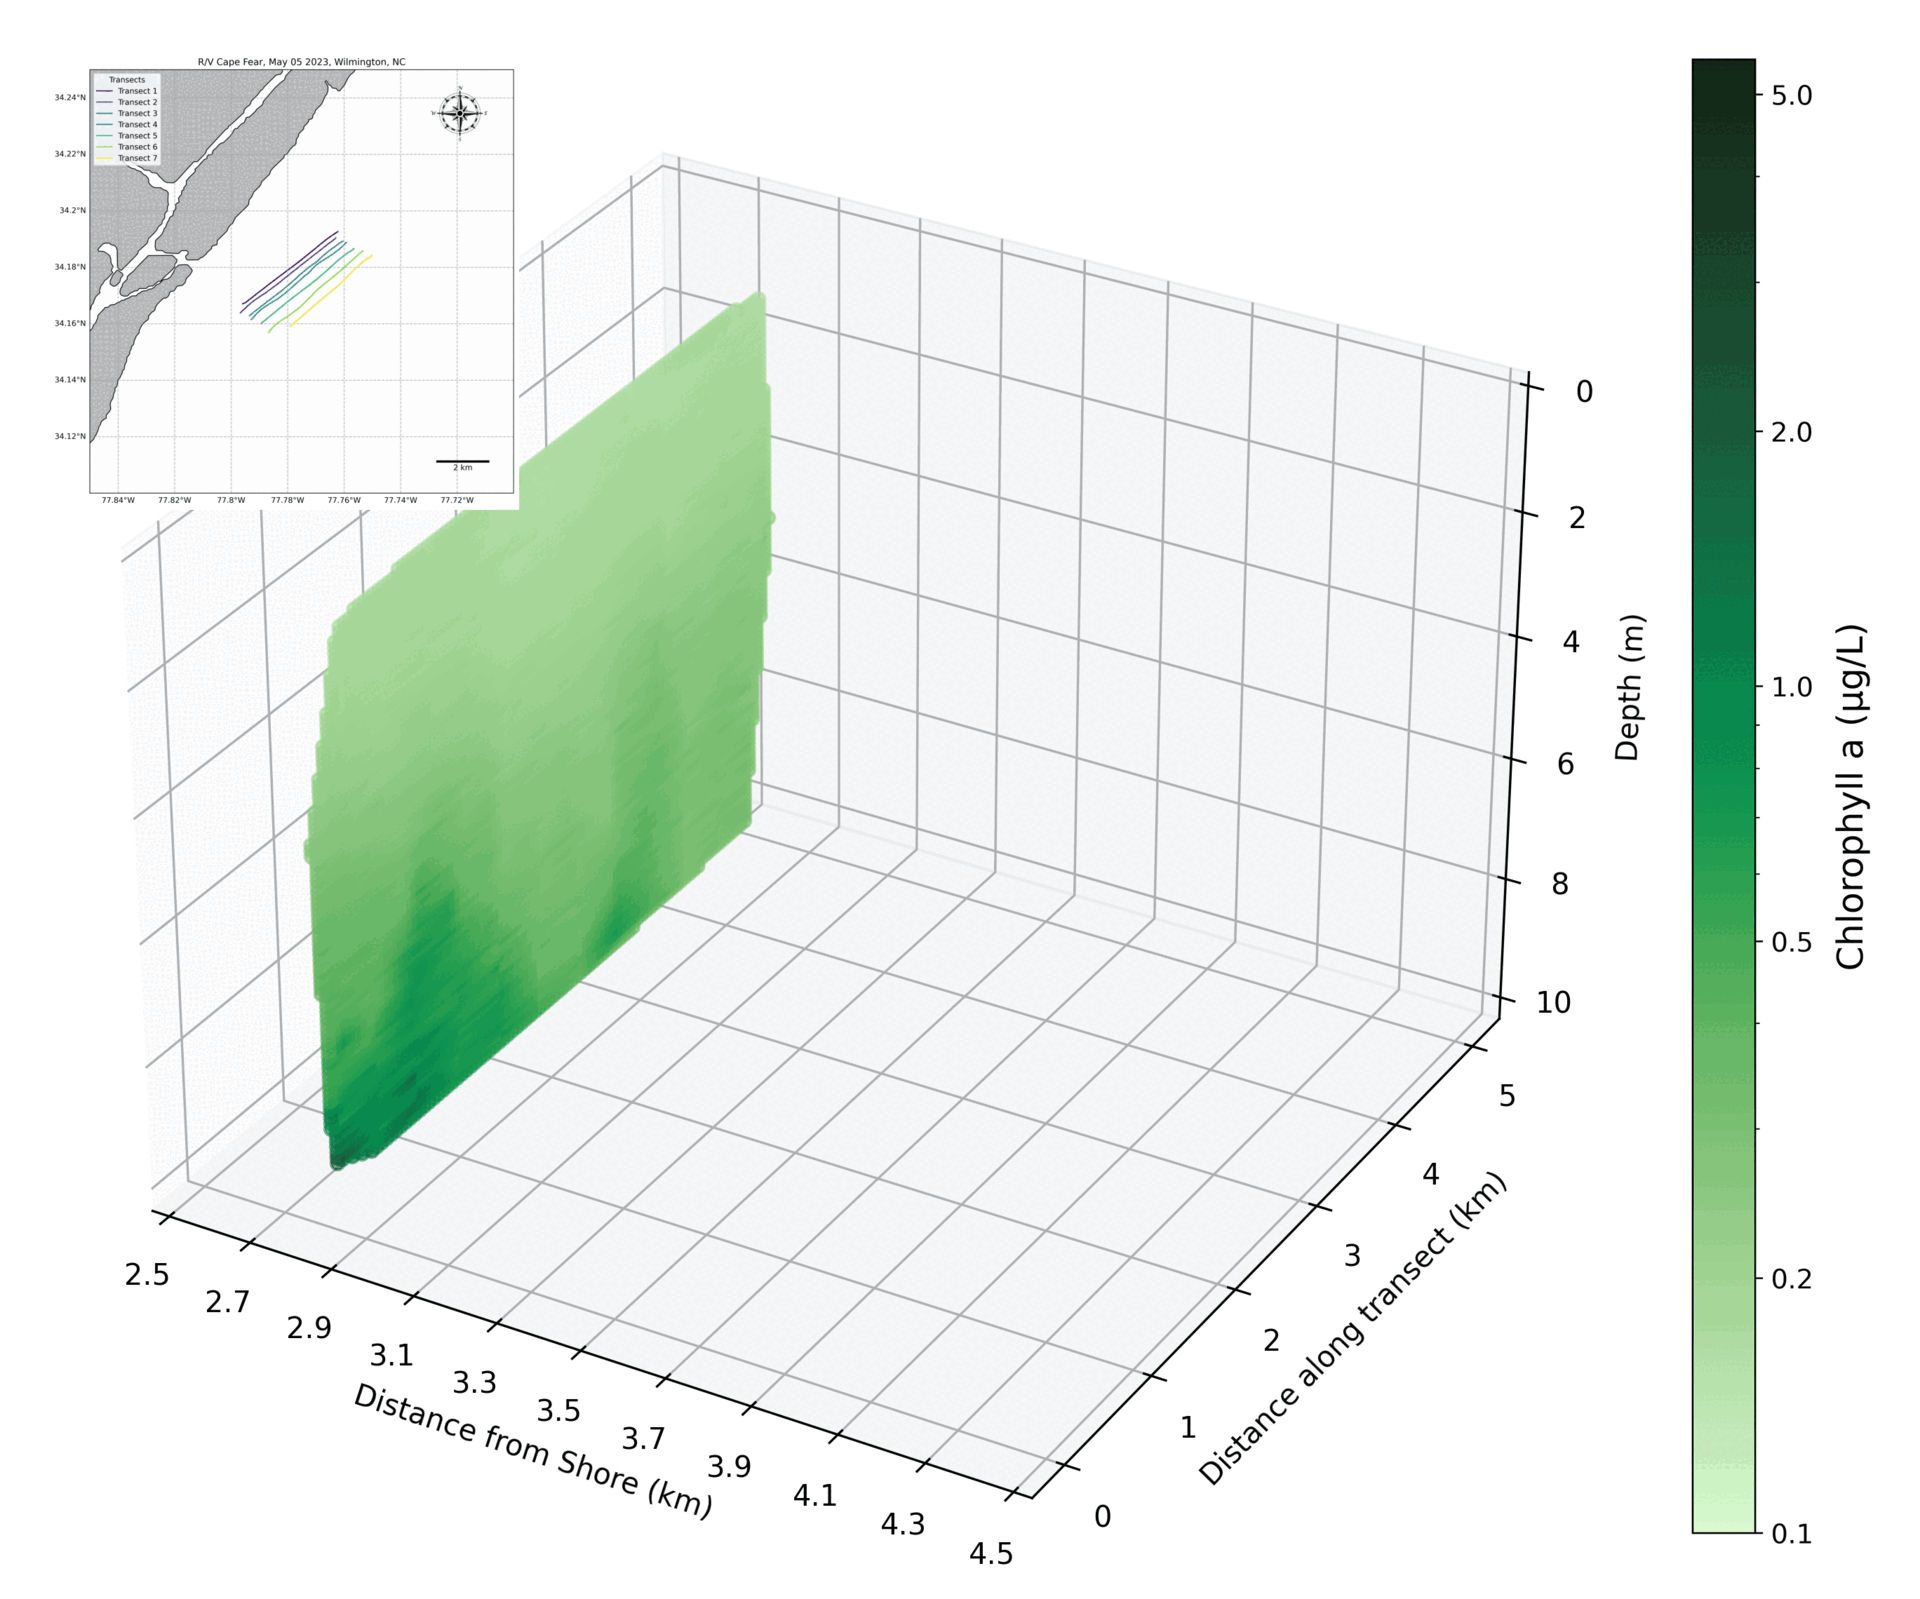 R/V Cape Fear, May 05 2023, Wilmington, NC
Transects
Transect 1
Transect 2
Transect 3
Transect 4
Transect 5
Transect 6
Transect 7
N
W
E
S
34.24°N
34.22°N
34.2°N
34.18°N
34.16°N
34.14°N
34.12°N
2 km
77.84°W 77.82°W 77.8°W 77.78°W 77.76°W 77.74°W 77.72°W
0
2
4
6
8
10
Depth (m)
5
4
3
2
1
0
Distance along transect (km)
2.5
2.7
2.9
3.1
3.3
3.5
3.7
3.9
4.1
4.3
4.5
Distance from Shore (km)
5.0
2.0
1.0
0.5
0.2
0.1
Chlorophyll a (μg/L)